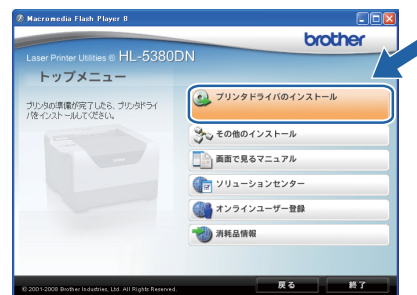 Macromedia Flash Player 8
brother
Laser Printer Utilities © HL-5380DN
トップメニュー
プリンタの準備が完了したら、プリンタドライ
バをインストールしてください。
プリンタドライバのインストール
その他のインストール
画面で見るマニュアル
ソリューションセンター
オンラインユーザー登録
消耗品情報
© 2001-2008 Brother Industries, Ltd. All Rights Reserved.
戻る
終了